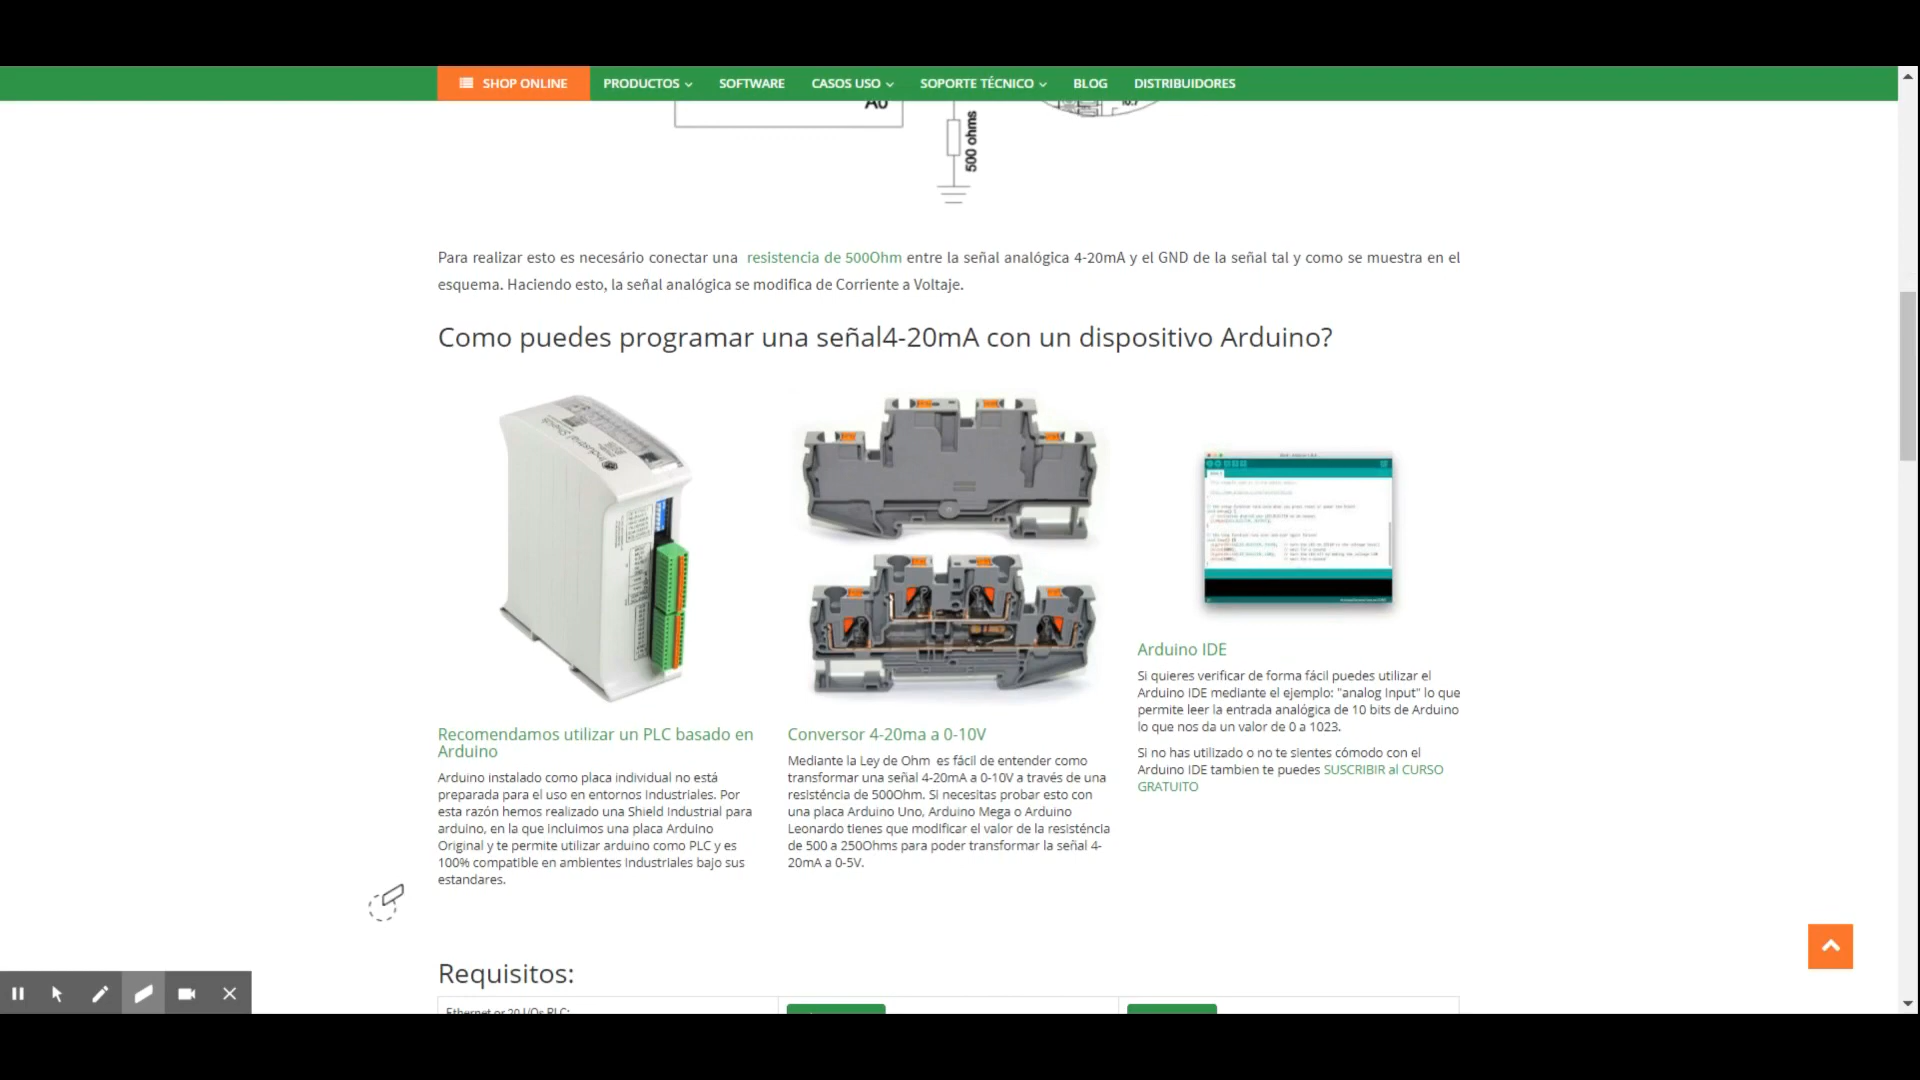 SHOP ONLINE PRODUCTOS SOFTWARE CASOS USO SOPORTE TÉCNICO BLOG DISTRIBUIDORES
A0
500 ohms
Para realizar esto es necesário conectar una resistencia de 500Ohm entre la señal analógica 4-20mA y el GND de la señal tal y como se muestra en el
esquema. Haciendo esto, la señal analógica se modifica de Corriente a Voltaje.
Como puedes programar una señal4-20mA con un dispositivo Arduino?
Recomendamos utilizar un PLC basado en
Arduino
Arduino instalado como placa individual no está
preparada para el uso en entornos Industriales. Por
esta razón hemos realizado una Shield Industrial para
arduino, en la que incluimos una placa Arduino
Original y te permite utilizar arduino como PLC y es
100% compatible en ambientes Industriales bajo sus
estandares.
Conversor 4-20ma a 0-10V
Mediante la Ley de Ohm es fácil de entender como
transformar una señal 4-20mA a 0-10V a través de una
resisténcia de 500Ohm. Si necesitas probar esto con
una placa Arduino Uno, Arduino Mega o Arduino
Leonardo tienes que modificar el valor de la resisténcia
de 500 a 250Ohms para poder transformar la señal 4-
20mA a 0-5V.
Arduino IDE
Si quieres verificar de forma fácil puedes utilizar el
Arduino IDE mediante el ejemplo: "analog Input" lo que
permite leer la entrada analógica de 10 bits de Arduino
lo que nos da un valor de 0 a 1023.
Si no has utilizado o no te sientes cómodo con el
Arduino IDE tambien te puedes SUSCRIBIR al CURSO
GRATUITO
Requisitos:
Ethernet or 20 I/Os PLC: